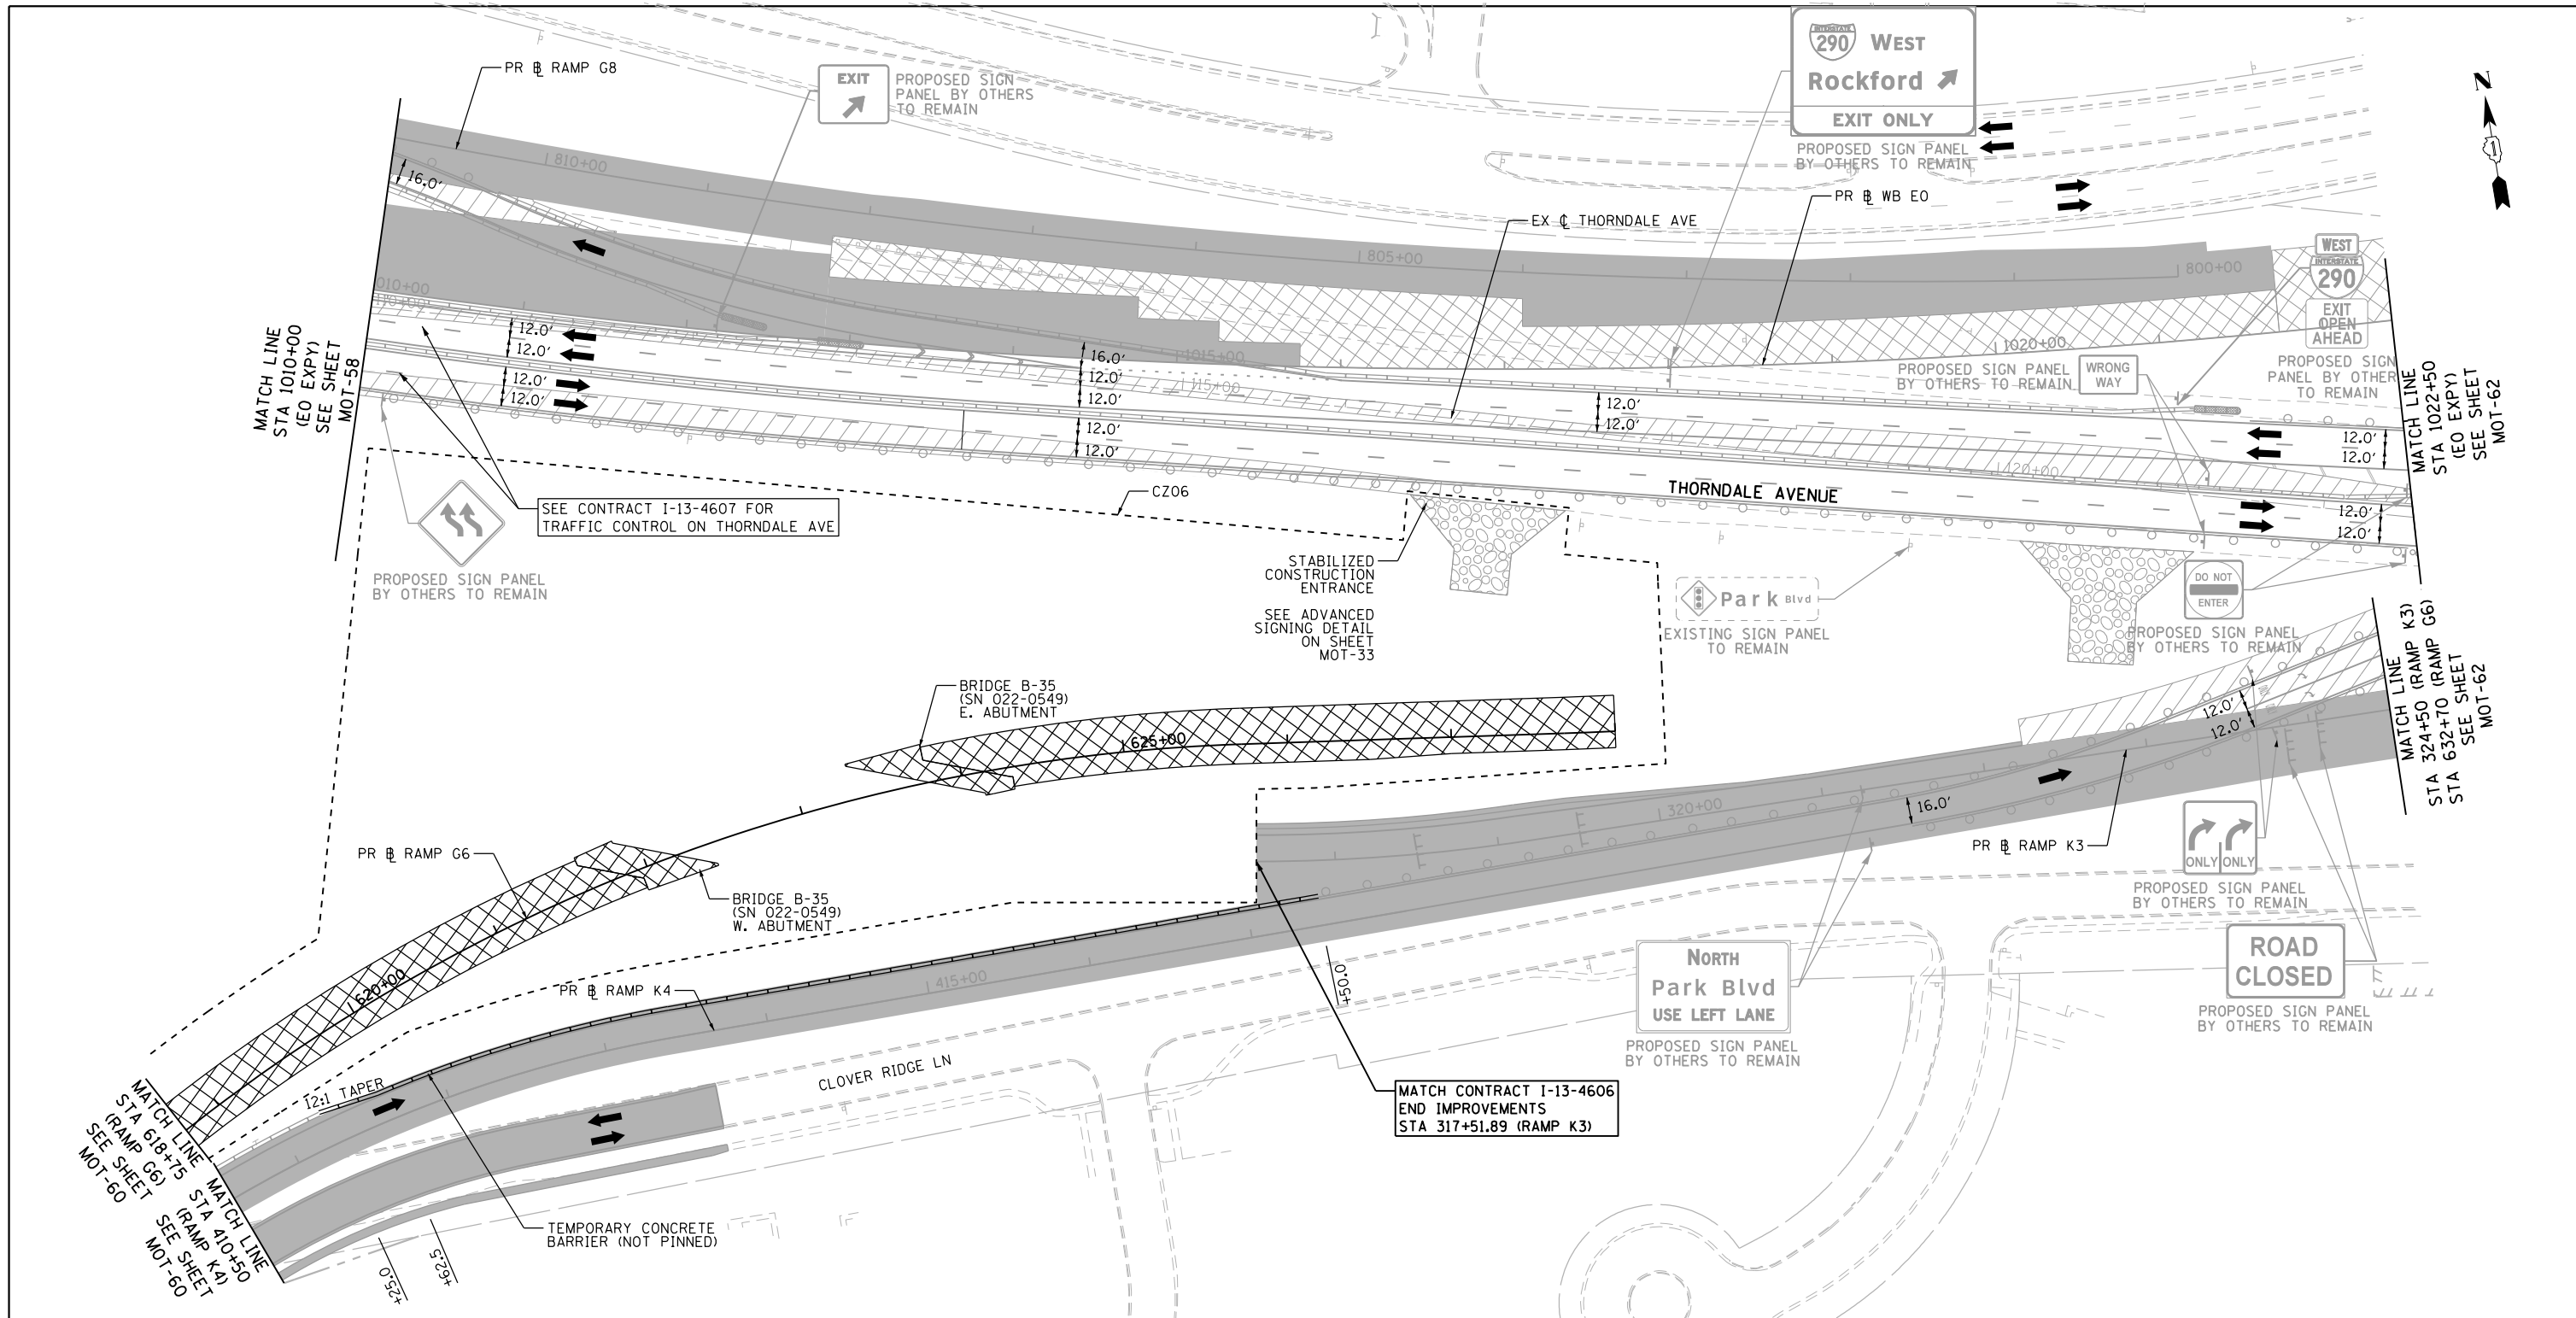 PR ⅊ RAMP G8
EXIT
PROPOSED SIGN
PANEL BY OTHERS
TO REMAIN
INTERSTATE
290 WEST
Rockford
EXIT ONLY
PROPOSED SIGN PANEL
BY OTHERS TO REMAIN
N
1
810+00
16.0'
PR ⅊ WB EO
EX ℄ THORNDALE AVE
805+00
800+00
WEST
INTERSTATE
290
EXIT
OPEN
AHEAD
PROPOSED SIGN
PANEL BY OTHER
TO REMAIN
010+00
MATCH LINE
STA 1010+00
(EO EXPY)
SEE SHEET
MOT-58
12.0'
12.0'
12.0'
12.0'
16.0'
12.0'
12.0'
12.0'
12.0'
1015+00
1115+00
12.0'
12.0'
1020+00
PROPOSED SIGN PANEL
BY OTHERS TO REMAIN
WRONG
WAY
12.0'
12.0'
MATCH LINE
STA 1022+50
(EO EXPY)
SEE SHEET
MOT-62
1120+00
THORNDALE AVENUE
12.0'
12.0'
CZ06
SEE CONTRACT I-13-4607 FOR
TRAFFIC CONTROL ON THORNDALE AVE
PROPOSED SIGN PANEL
BY OTHERS TO REMAIN
STABILIZED
CONSTRUCTION
ENTRANCE
SEE ADVANCED
SIGNING DETAIL
ON SHEET
MOT-33
Park Blvd
EXISTING SIGN PANEL
TO REMAIN
DO NOT
ENTER
PROPOSED SIGN PANEL
BY OTHERS TO REMAIN
MATCH LINE
STA 324+50 (RAMP K3)
STA 632+70 (RAMP G6)
SEE SHEET
MOT-62
BRIDGE B-35
(SN 022-0549)
E. ABUTMENT
625+00
12.0'
12.0'
320+00
16.0'
PR ⅊ RAMP K3
PR ⅊ RAMP G6
BRIDGE B-35
(SN 022-0549)
W. ABUTMENT
ONLY ONLY
PROPOSED SIGN PANEL
BY OTHERS TO REMAIN
620+00
PR ⅊ RAMP K4
415+00
+50.0
NORTH
Park Blvd
USE LEFT LANE
PROPOSED SIGN PANEL
BY OTHERS TO REMAIN
ROAD
CLOSED
PROPOSED SIGN PANEL
BY OTHERS TO REMAIN
12:1 TAPER
CLOVER RIDGE LN
MATCH CONTRACT I-13-4606
END IMPROVEMENTS
STA 317+51.89 (RAMP K3)
MATCH LINE
STA 618+75
(RAMP G6)
SEE SHEET
MOT-60
MATCH LINE
STA 410+50
(RAMP K4)
SEE SHEET
MOT-60
TEMPORARY CONCRETE
BARRIER (NOT PINNED)
+25.0
+62.5